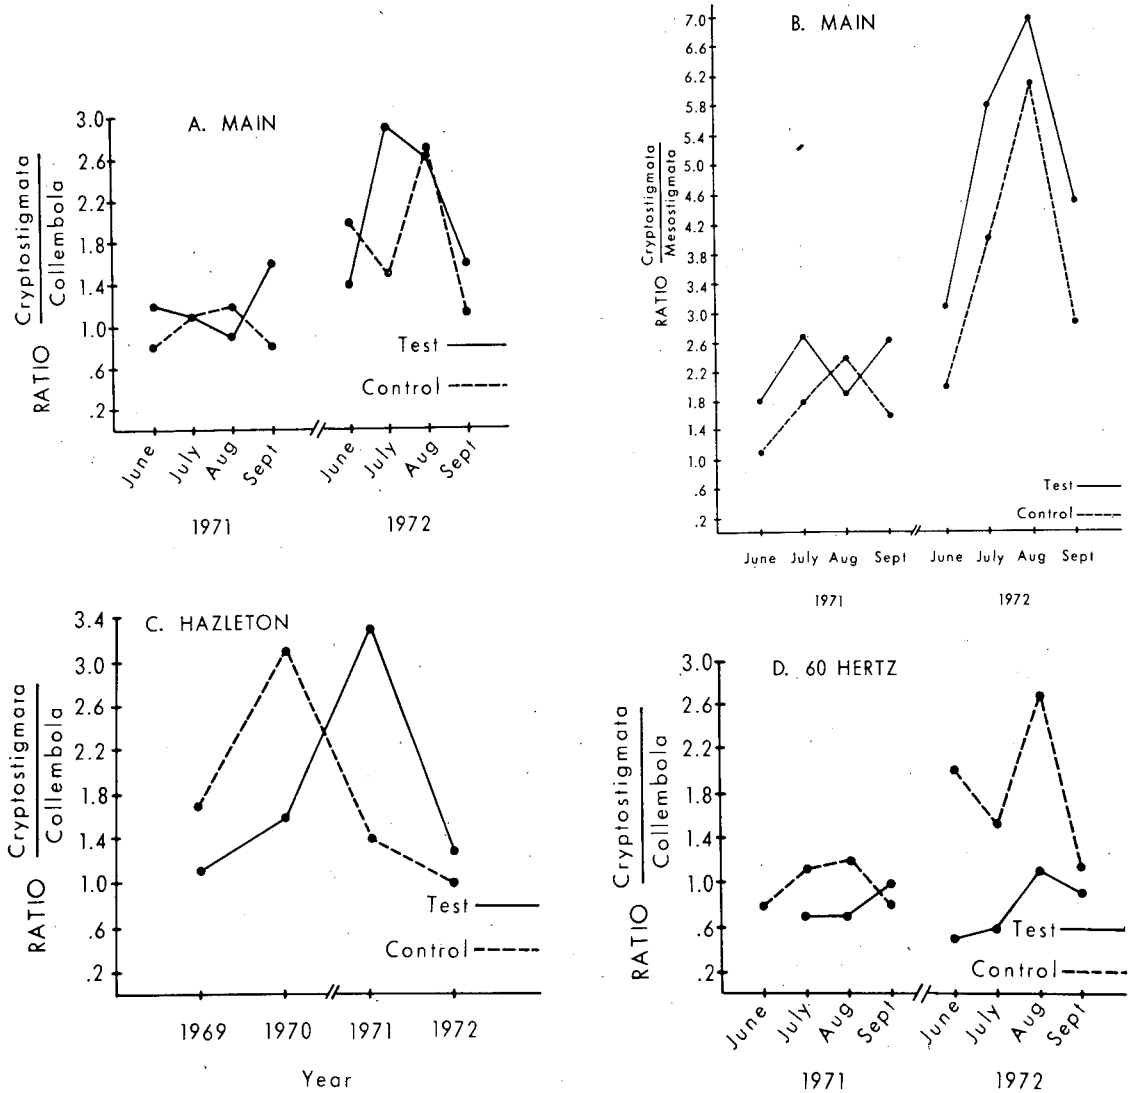 A. MAIN
3.0
2.6
2.2
1.8
1.4
1.0
.6
.2
RATIO Cryptostigmata
Collembola
Test
Control
June July Aug Sept June July Aug Sept
1971 1972
B. MAIN
7.0
6.6
6.2
5.8
5.4
5.0
4.6
4.2
3.8
3.4
3.0
2.6
2.2
1.8
1.4
1.0
.6
.2
RATIO Cryptostigmata
Mesostigmata
Test
Control
June July Aug Sept June July Aug Sept
1971 1972
C. HAZLETON
3.4
3.0
2.6
2.2
1.8
1.4
1.0
.6
.2
RATIO Cryptostigmata
Collembola
Test
Control
1969 1970 1971 1972
Year
D. 60 HERTZ
3.0
2.6
2.2
1.8
1.4
1.0
.6
.2
RATIO Cryptostigmata
Collembola
Test
Control
June July Aug Sept June July Aug Sept
1971 1972